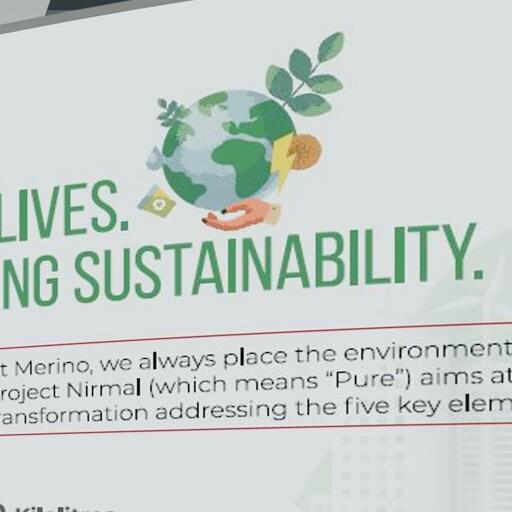 LIVES.
NG SUSTAINABILITY.
t Merino, we always place the environment
roject Nirmal (which means “Pure”) aims at
ransformation addressing the five key elem